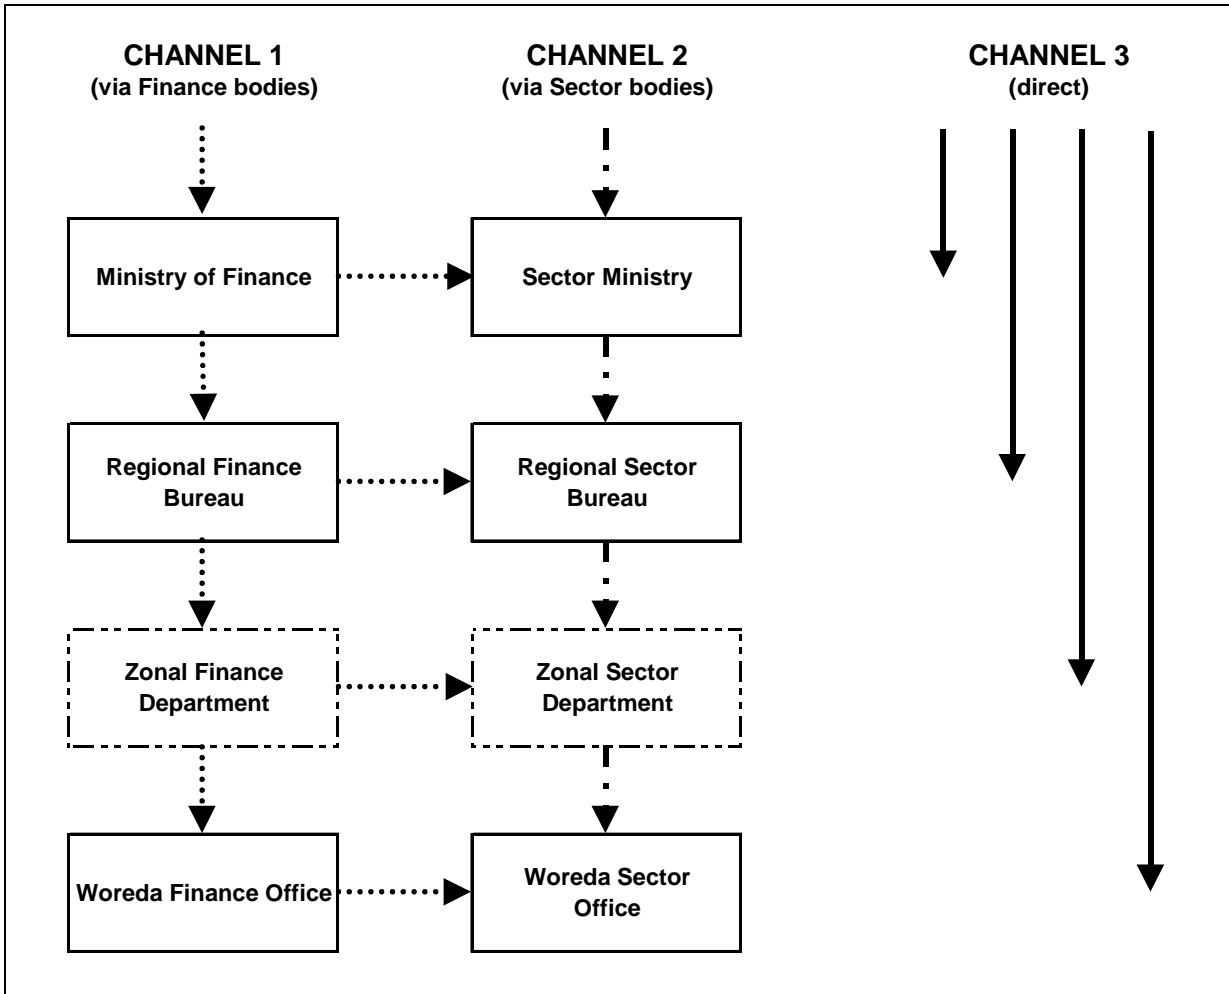 CHANNEL 1
(via Finance bodies)
CHANNEL 2
(via Sector bodies)
CHANNEL 3
(direct)
Ministry of Finance
Sector Ministry
Regional Finance
Bureau
Regional Sector
Bureau
Zonal Finance
Department
Zonal Sector
Department
Woreda Finance Office
Woreda Sector
Office